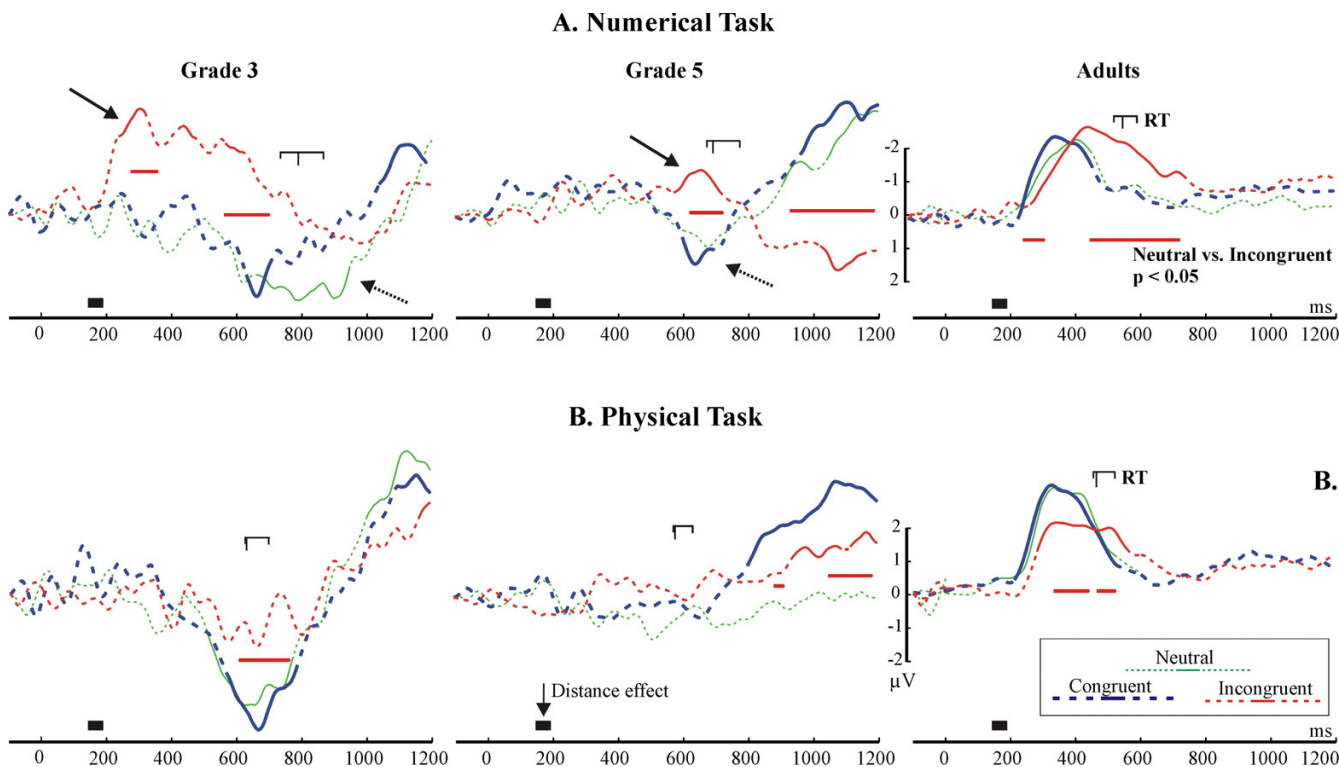 A. Numerical Task
Grade 3
Grade 5
Adults
RT
-2
-1
0
1
2
Neutral vs. Incongruent
p < 0.05
ms
0 200 400 600 800 1000 1200
0 200 400 600 800 1000 1200
0 200 400 600 800 1000 1200
B. Physical Task
RT
B.
2
1
0
-1
-2
µV
Distance effect
Neutral
Congruent
Incongruent
ms
0 200 400 600 800 1000 1200
0 200 400 600 800 1000 1200
0 200 400 600 800 1000 1200